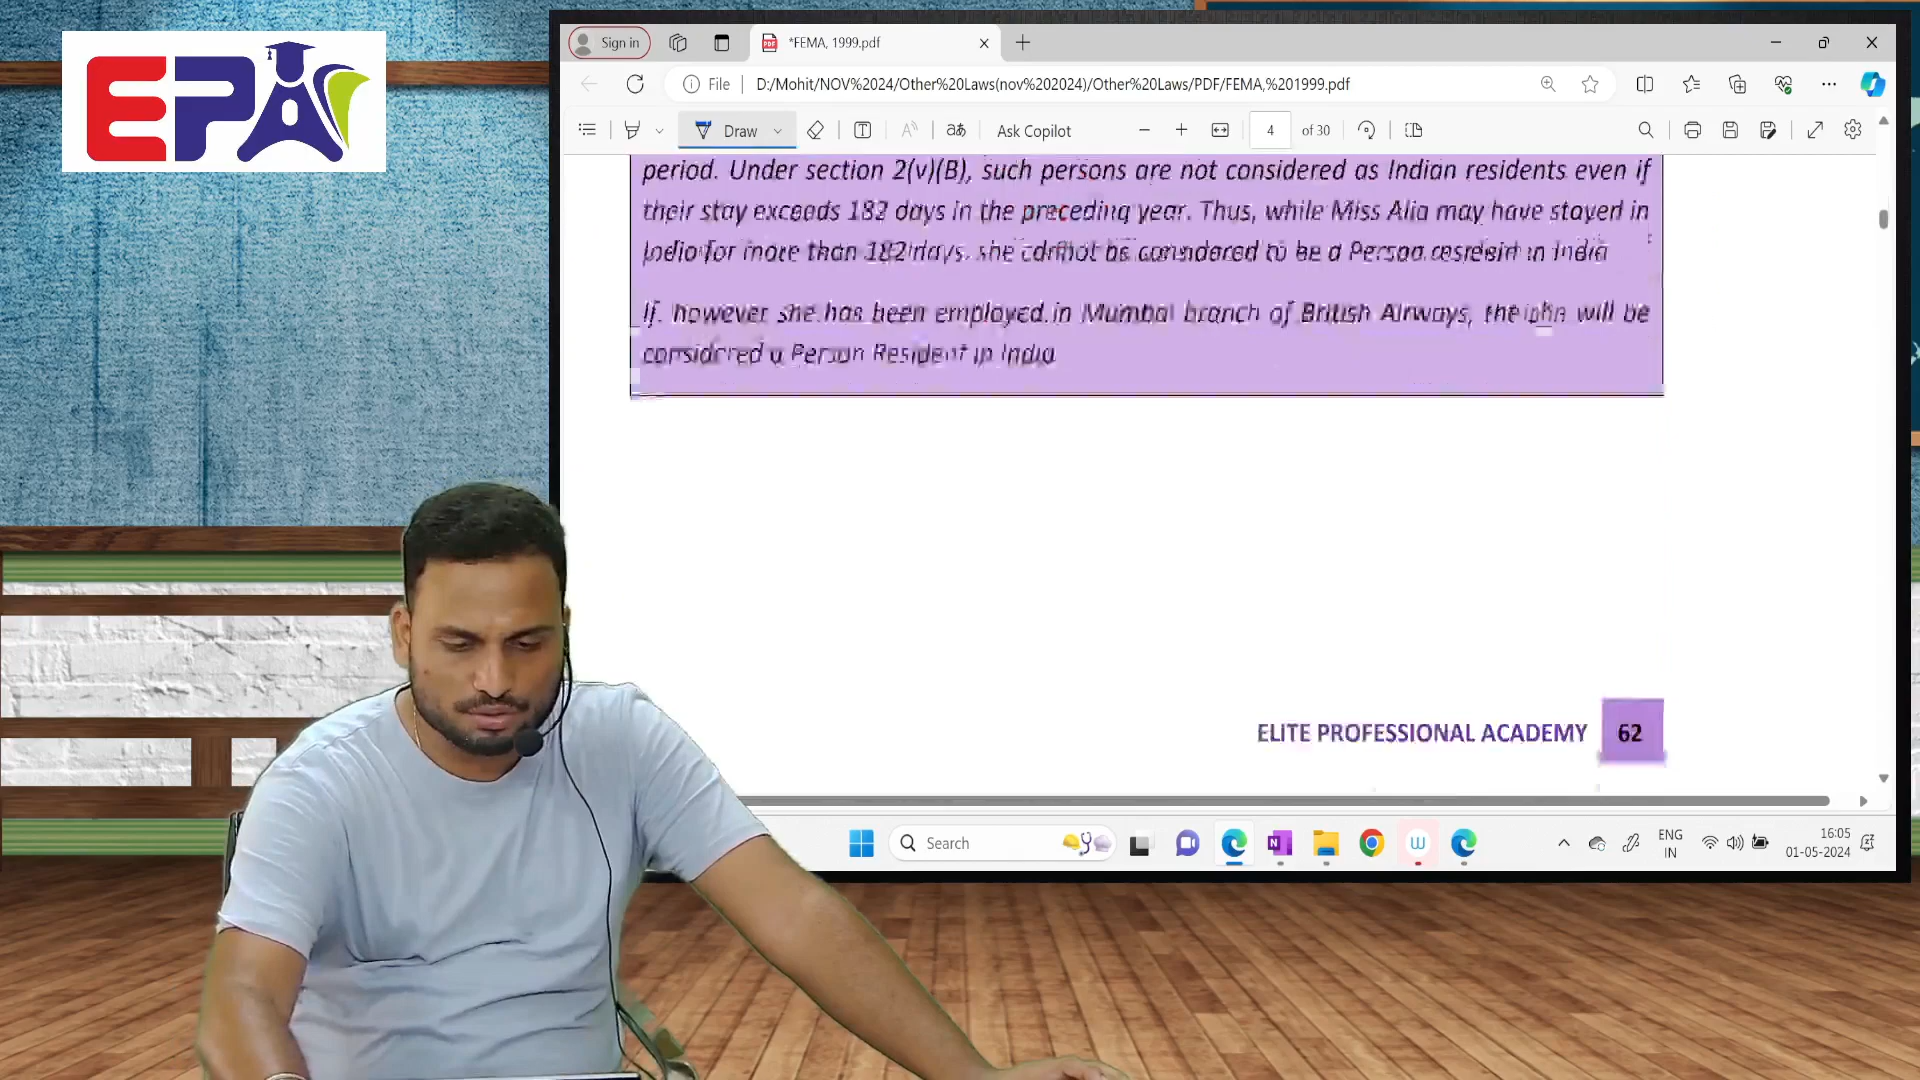 EPA
Sign in
*FEMA, 1999.pdf
File
D:/Mohit/NOV%2024/Other%20Laws(nov%202024)/Other%20Laws/PDF/FEMA,%201999.pdf
Draw
Ask Copilot
4 of 30
period. Under section 2(v)(B), such persons are not considered as Indian residents even if
their stay exceeds 182 days in the preceding year. Thus, while Miss Alia may have stayed in
India for more than 182 days, she cannot be considered to be a Person resident in India
If, however she has been employed in Mumbai branch of British Airways, then will be
considered a Person Resident in India
ELITE PROFESSIONAL ACADEMY 62
Search
ENG
IN
16:05
01-05-2024